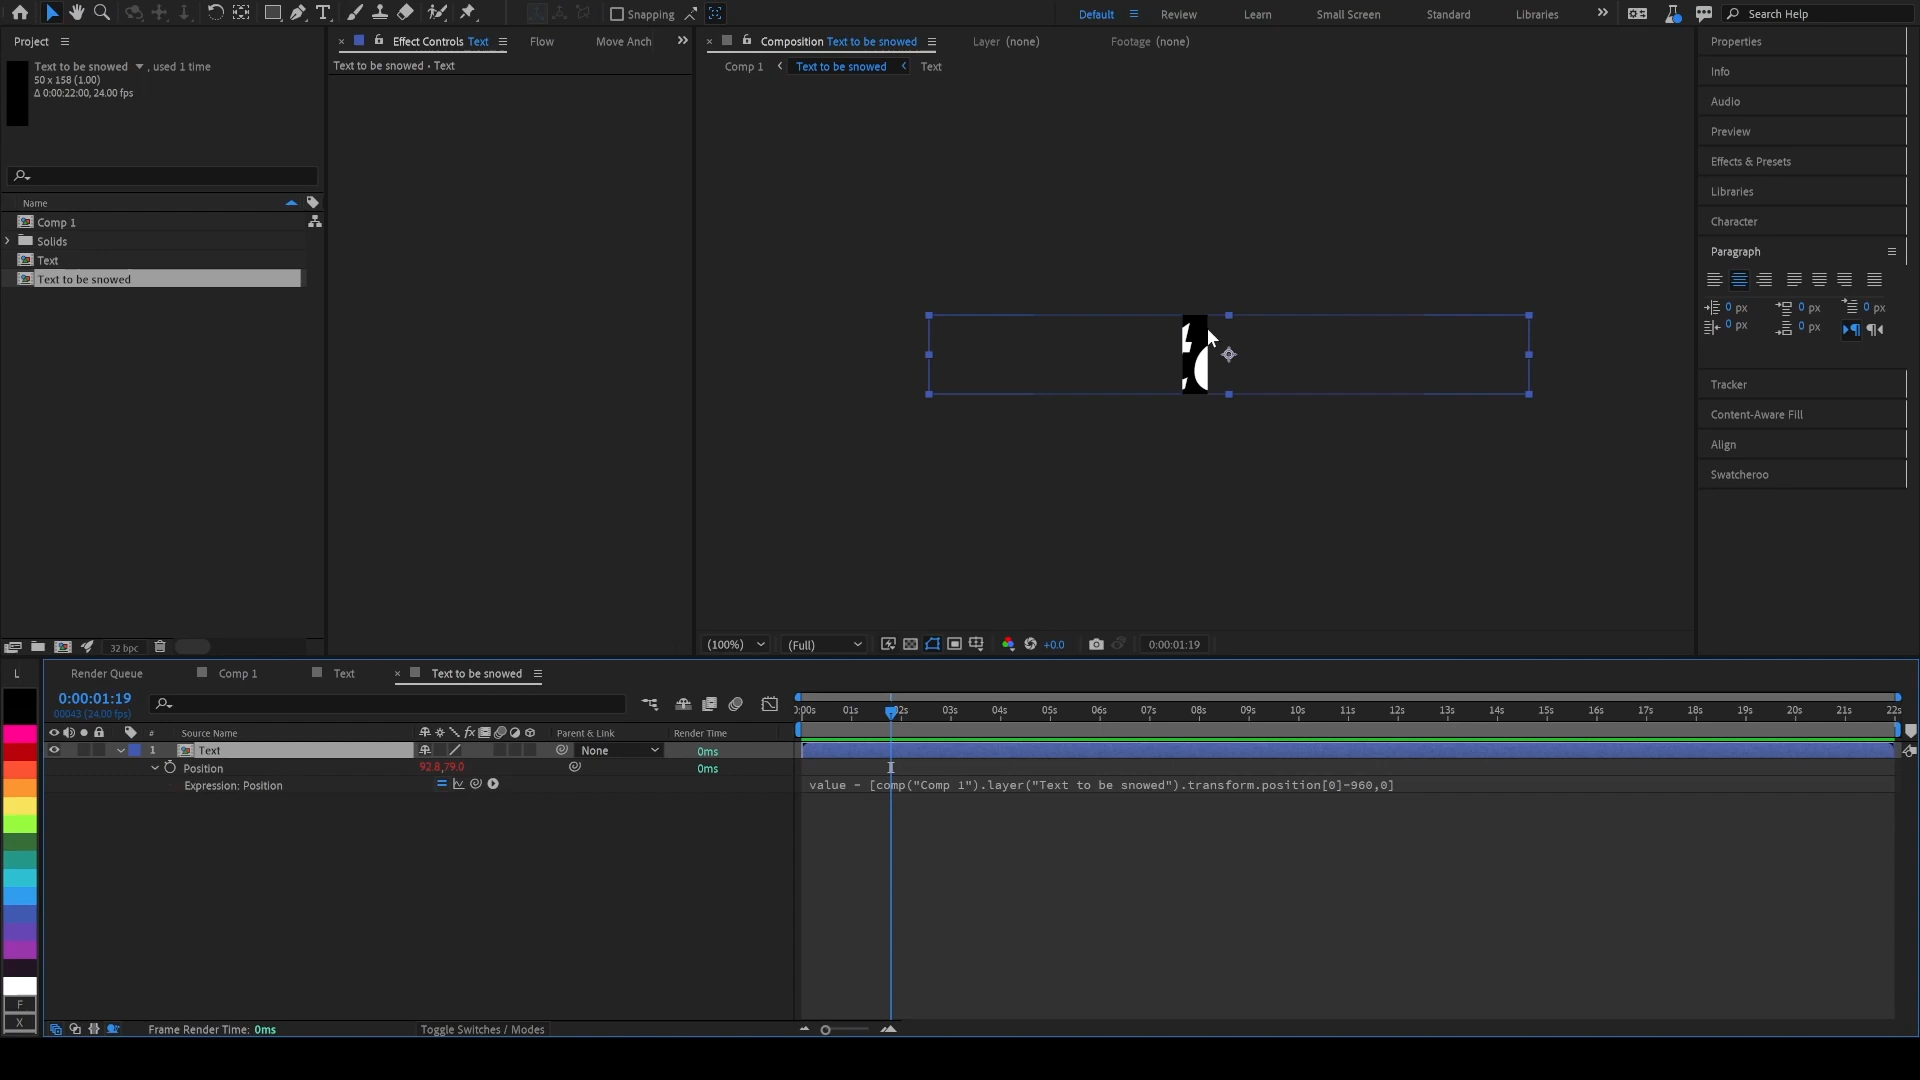 Snapping
Default
Review
Learn
Small Screen
Standard
Libraries
Search Help
Project
Text to be snowed , used 1 time
50 x 158 (1.00)
Δ 0:00:22:00, 24.00 fps
Name
Comp 1
Solids
Text
Text to be snowed
32 bpc
Effect Controls Text
Flow
Move Anch
Text to be snowed • Text
Composition Text to be snowed
Layer (none)
Footage (none)
Comp 1
Text to be snowed
Text
(100%)
(Full)
+0.0
0:00:01:19
Properties
Info
Audio
Preview
Effects & Presets
Libraries
Character
Paragraph
0 px 0 px 0 px
0 px 0 px
Tracker
Content-Aware Fill
Align
Swatcheroo
L
F
X
Render Queue
Comp 1
Text
Text to be snowed
0:00:01:19
00043 (24.00 fps)
# Source Name
Parent & Link
Render Time
1 Text
None
0ms
Position
92.8,79.0
0ms
Expression: Position
value - [comp("Comp 1").layer("Text to be snowed").transform.position[0]-960,0]
):00s 01s 02s 03s 04s 05s 06s 07s 08s 09s 10s 11s 12s 13s 14s 15s 16s 17s 18s 19s 20s 21s 22s
Frame Render Time: 0ms
Toggle Switches / Modes